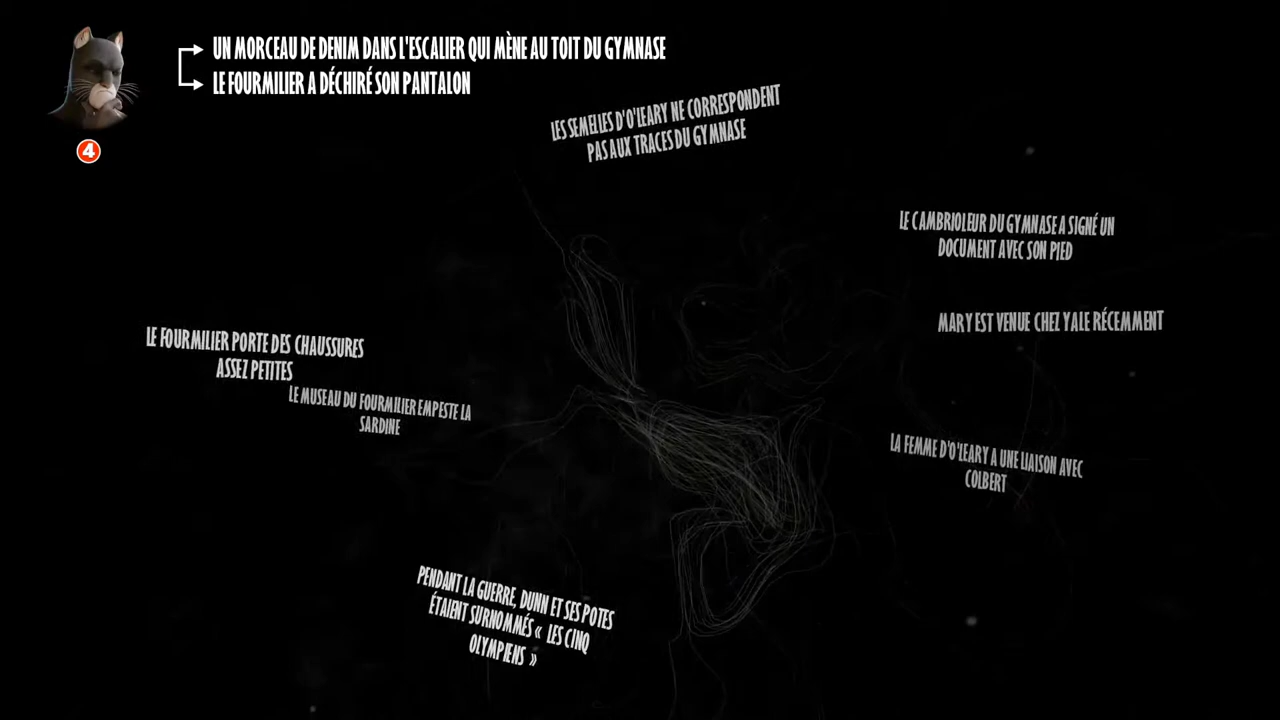 UN MORCEAU DE DENIM DANS L'ESCALIER QUI MÈNE AU TOIT DU GYMNASE
LE FOURMILIER A DÉCHIRÉ SON PANTALON
4
LES SEMELLES D'O'LEARY NE CORRESPONDENT
PAS AUX TRACES DU GYMNASE
LE CAMBRIOLEUR DU GYMNASE A SIGNÉ UN
DOCUMENT AVEC SON PIED
MARY EST VENUE CHEZ YALE RÉCEMMENT
LE FOURMILIER PORTE DES CHAUSSURES
ASSEZ PETITES
LE MUSEAU DU FOURMILIER EMPESTE LA
SARDINE
LA FEMME D'O'LEARY A UNE LIAISON AVEC
COLBERT
PENDANT LA GUERRE, DUNN ET SES POTES
ÉTAIENT SURNOMMÉS « LES CINQ
OLYMPIENS »